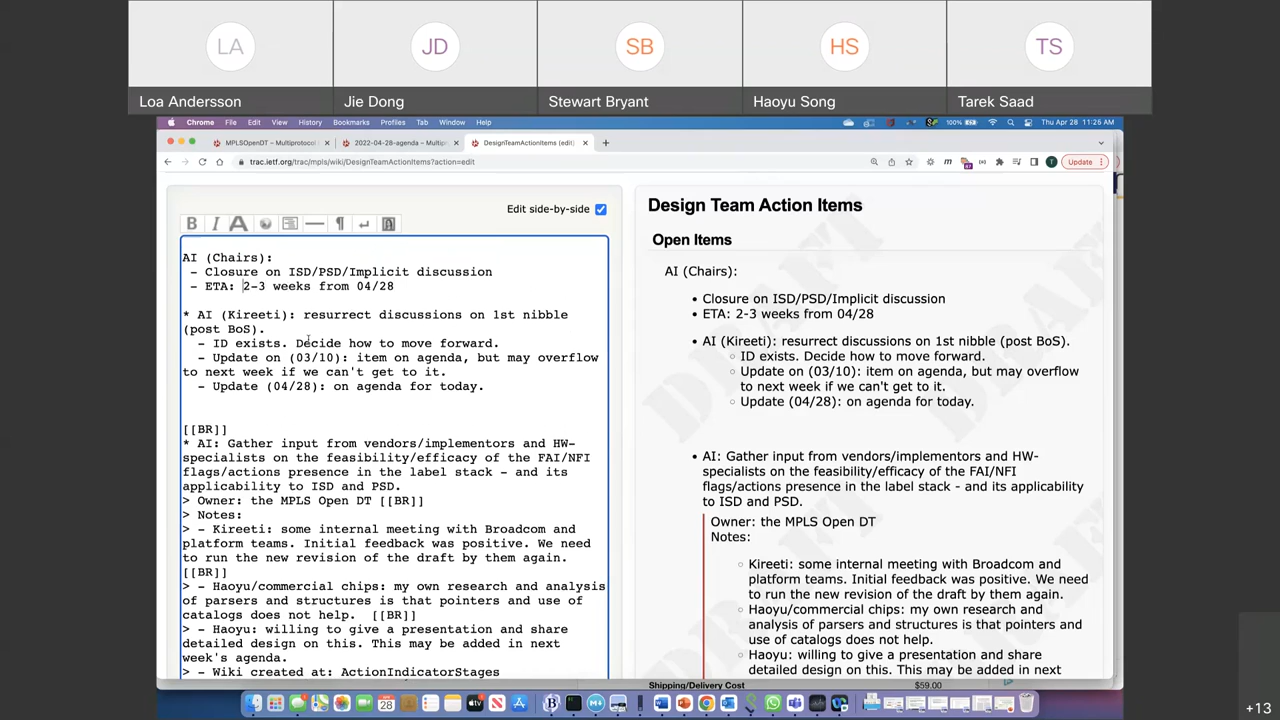 LA
JD
SB
HS
TS
Loa Andersson
Jie Dong
Stewart Bryant
Haoyu Song
Tarek Saad
Chrome File Edit View History Bookmarks Profiles Tab Window Help
100% Thu Apr 28 11:26 AM
MPLSOpenDT – Multiprotocol
2022-04-28-agenda – Multipr
DesignTeamActionItems (edit)
trac.ietf.org/trac/mpls/wiki/DesignTeamActionItems?action=edit
Update
Edit side-by-side
AI (Chairs):
- Closure on ISD/PSD/Implicit discussion
- ETA: 2-3 weeks from 04/28
* AI (Kireeti): resurrect discussions on 1st nibble
(post BoS).
- ID exists. Decide how to move forward.
- Update on (03/10): item on agenda, but may overflow
to next week if we can't get to it.
- Update (04/28): on agenda for today.
[[BR]]
* AI: Gather input from vendors/implementors and HW-
specialists on the feasibility/efficacy of the FAI/NFI
flags/actions presence in the label stack - and its
applicability to ISD and PSD.
> Owner: the MPLS Open DT [[BR]]
> Notes:
> - Kireeti: some internal meeting with Broadcom and
platform teams. Initial feedback was positive. We need
to run the new revision of the draft by them again.
[[BR]]
> - Haoyu/commercial chips: my own research and analysis
of parsers and structures is that pointers and use of
catalogs does not help. [[BR]]
> - Haoyu: willing to give a presentation and share
detailed design on this. This may be added in next
week's agenda.
> - Wiki created at: ActionIndicatorStages
Design Team Action Items
Open Items
AI (Chairs):
• Closure on ISD/PSD/Implicit discussion
• ETA: 2-3 weeks from 04/28
• AI (Kireeti): resurrect discussions on 1st nibble (post BoS).
◦ ID exists. Decide how to move forward.
◦ Update on (03/10): item on agenda, but may overflow
to next week if we can't get to it.
◦ Update (04/28): on agenda for today.
• AI: Gather input from vendors/implementors and HW-
specialists on the feasibility/efficacy of the FAI/NFI
flags/actions presence in the label stack - and its applicability
to ISD and PSD.
Owner: the MPLS Open DT
Notes:
◦ Kireeti: some internal meeting with Broadcom and
platform teams. Initial feedback was positive. We need
to run the new revision of the draft by them again.
◦ Haoyu/commercial chips: my own research and
analysis of parsers and structures is that pointers and
use of catalogs does not help.
◦ Haoyu: willing to give a presentation and share
detailed design on this. This may be added in next
DRAFT
DRAFT
Shipping/Delivery Cost $59.00
28
+13